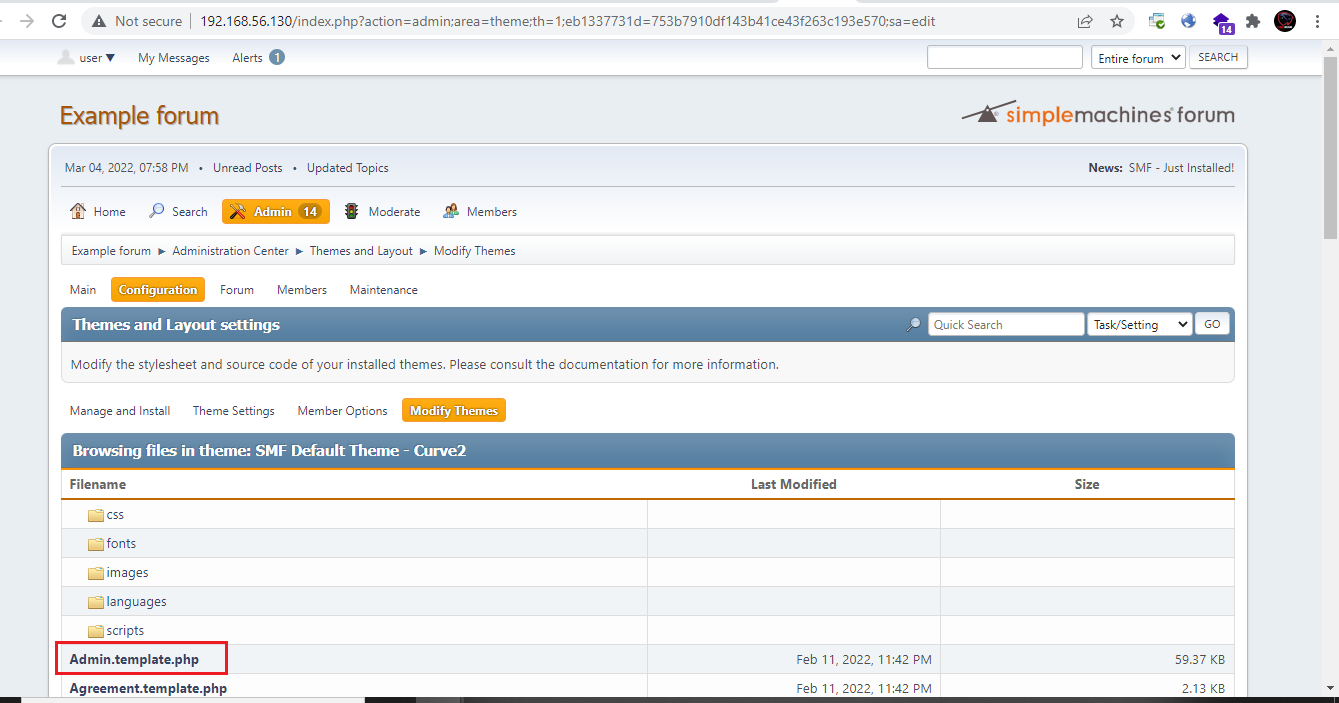 Not secure 192.168.56.130/index.php?action=admin;area=theme;th=1;eb1337731d=753b7910df143b41ce43f263c193e570;sa=edit 14
user ▼ My Messages Alerts 1 Entire forum SEARCH
Example forum simplemachines forum
Mar 04, 2022, 07:58 PM • Unread Posts • Updated Topics News: SMF - Just Installed!
Home Search Admin 14 Moderate Members
Example forum ► Administration Center ► Themes and Layout ► Modify Themes
Main Configuration Forum Members Maintenance
Themes and Layout settings Quick Search Task/Setting GO
Modify the stylesheet and source code of your installed themes. Please consult the documentation for more information.
Manage and Install Theme Settings Member Options Modify Themes
Browsing files in theme: SMF Default Theme - Curve2
Filename Last Modified Size
css
fonts
images
languages
scripts
Admin.template.php Feb 11, 2022, 11:42 PM 59.37 KB
Agreement.template.php Feb 11, 2022, 11:42 PM 2.13 KB